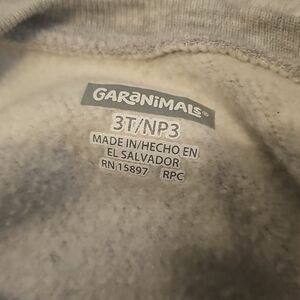 GARaNiMALS®
3T/NP3
MADE IN/HECHO EN
EL SALVADOR
RN 15897 RPC